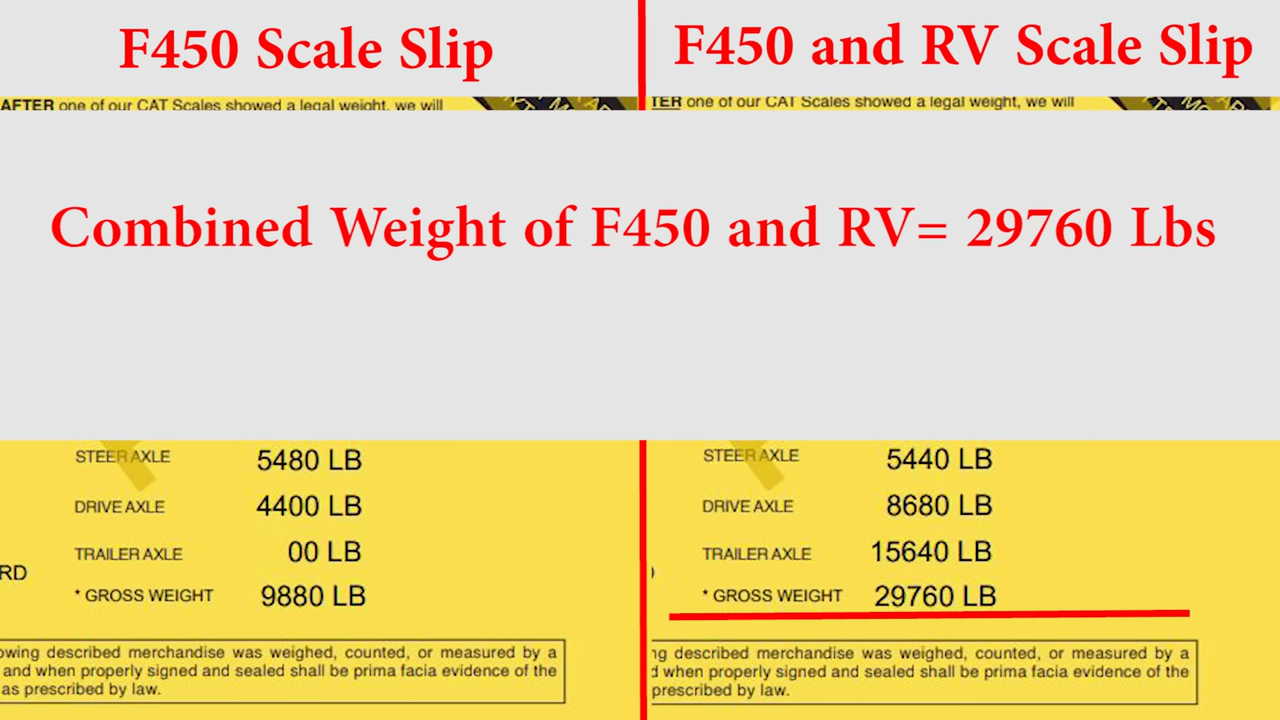 F450 Scale Slip
AFTER one of our CAT Scales showed a legal weight, we will
F450 and RV Scale Slip
TER one of our CAT Scales showed a legal weight, we will
Combined Weight of F450 and RV= 29760 Lbs
STEER AXLE 5480 LB
DRIVE AXLE 4400 LB
TRAILER AXLE 00 LB
RD
* GROSS WEIGHT 9880 LB
owing described merchandise was weighed, counted, or measured by a
and when properly signed and sealed shall be prima facia evidence of the
as prescribed by law.
STEER AXLE 5440 LB
DRIVE AXLE 8680 LB
TRAILER AXLE 15640 LB
* GROSS WEIGHT 29760 LB
ng described merchandise was weighed, counted, or measured by a
d when properly signed and sealed shall be prima facia evidence of the
prescribed by law.